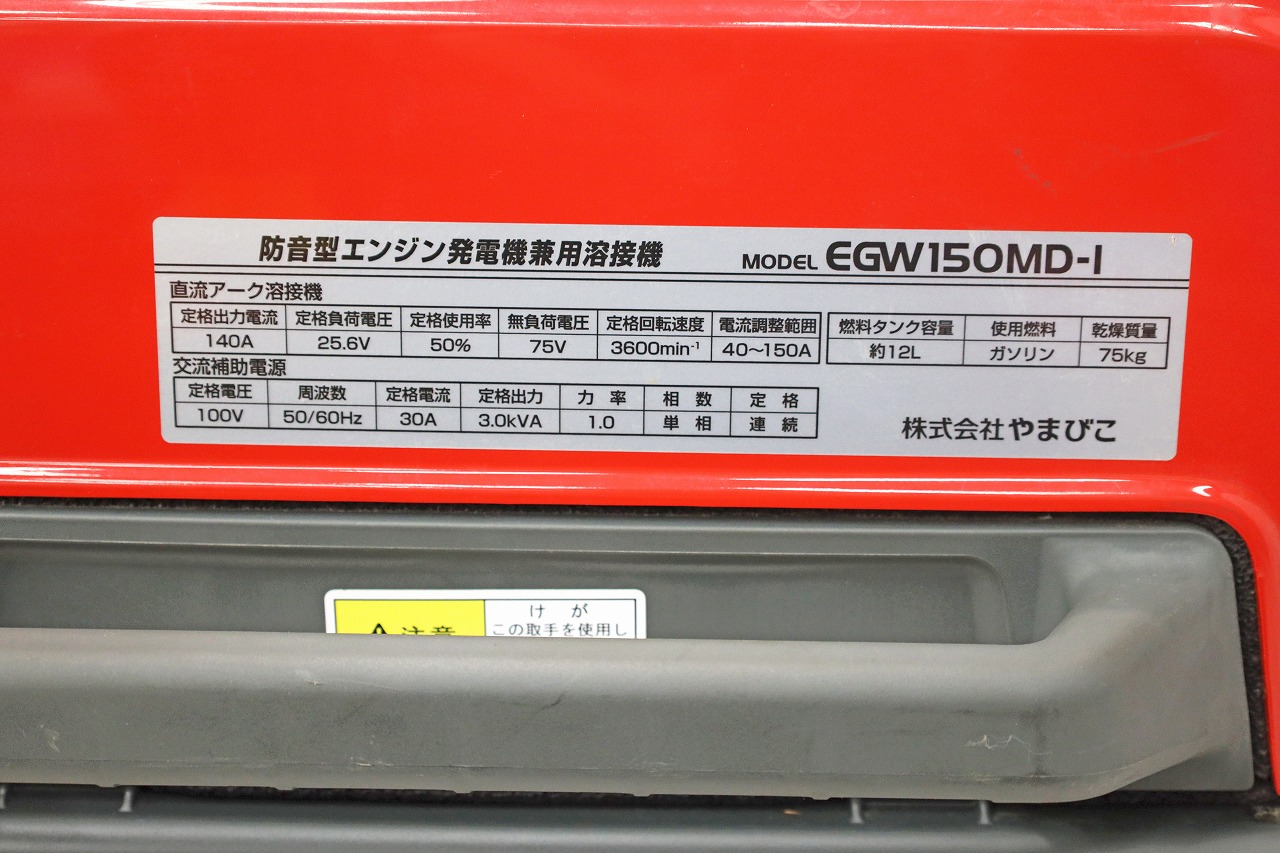 防音型エンジン発電機兼用溶接機 MODEL EGW150MD-I
直流アーク溶接機
定格出力電流 定格負荷電圧 定格使用率 無負荷電圧 定格回転速度 電流調整範囲
140A 25.6V 50% 75V 3600min⁻¹ 40～150A
燃料タンク容量 使用燃料 乾燥質量
約12L ガソリン 75kg
交流補助電源
定格電圧 周波数 定格電流 定格出力 力 率 相 数 定 格
100V 50/60Hz 30A 3.0kVA 1.0 単 相 連 続
株式会社やまびこ
注意
けが
この取手を使用し